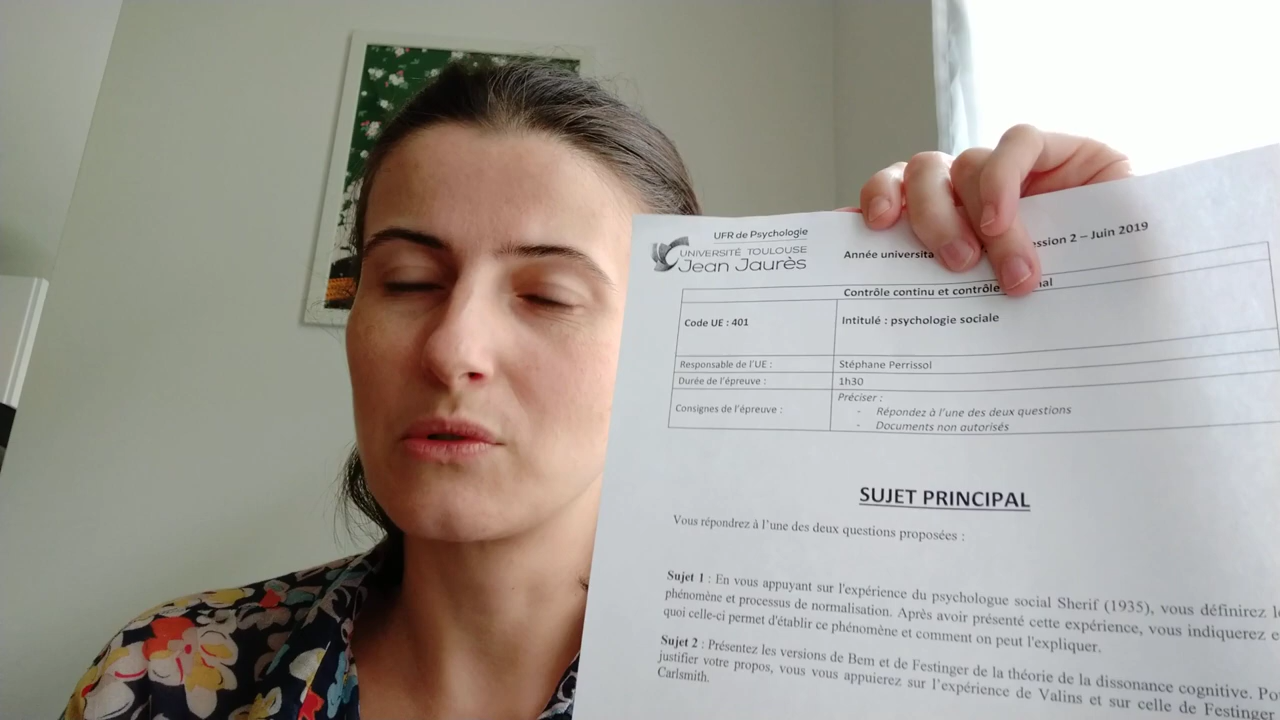 UFR de Psychologie
UNIVERSITÉ TOULOUSE
Jean Jaurès
Année universita ession 2 – Juin 2019
Contrôle continu et contrôle nal
Code UE : 401
Intitulé : psychologie sociale
Responsable de l'UE :
Stéphane Perrissol
Durée de l'épreuve :
1h30
Consignes de l'épreuve :
Préciser :
- Répondez à l'une des deux questions
- Documents non autorisés
SUJET PRINCIPAL
Vous répondrez à l'une des deux questions proposées :
Sujet 1 : En vous appuyant sur l'expérience du psychologue social Sherif (1935), vous définirez l
phénomène et processus de normalisation. Après avoir présenté cette expérience, vous indiquerez e
quoi celle-ci permet d'établir ce phénomène et comment on peut l'expliquer.
Sujet 2 : Présentez les versions de Bem et de Festinger de la théorie de la dissonance cognitive. Po
justifier votre propos, vous vous appuierez sur l'expérience de Valins et sur celle de Festinger
Carlsmith.